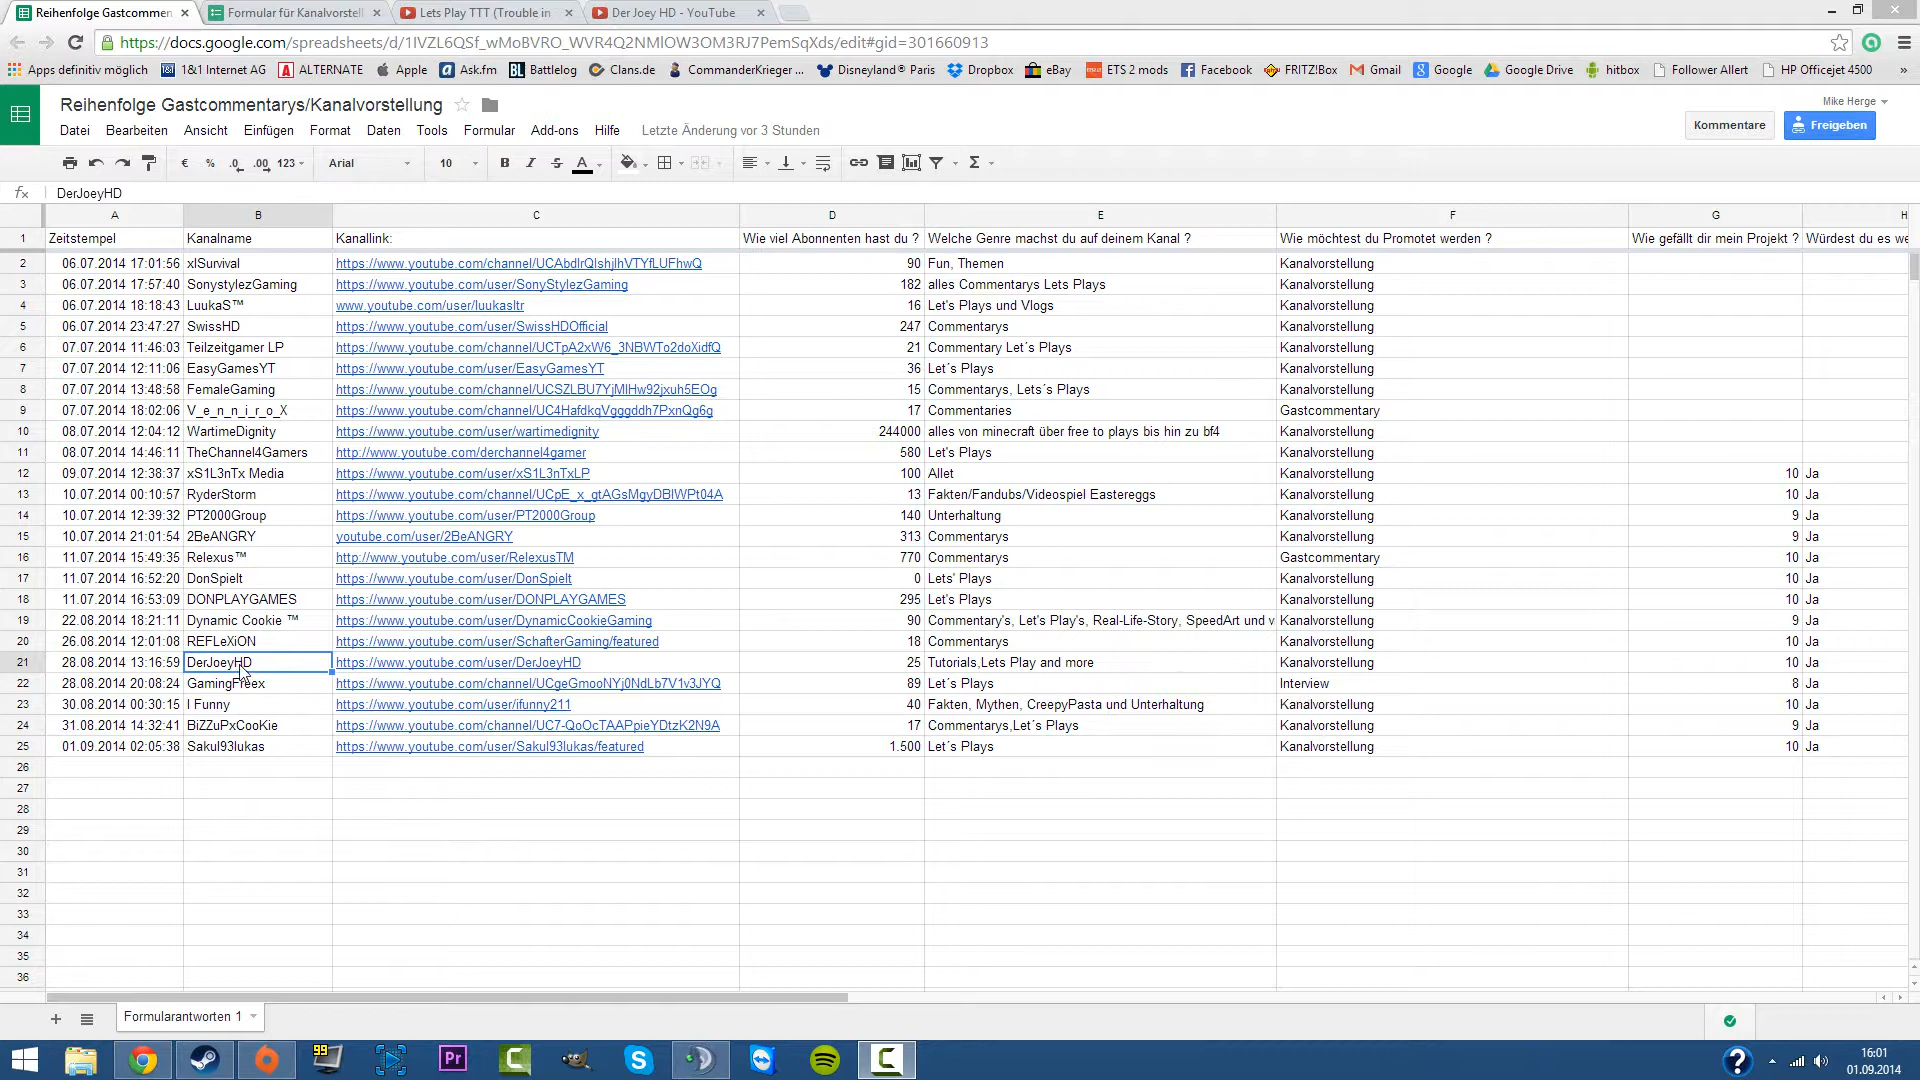 Reihenfolge Gastcommen
Formular für Kanalvorstell
Lets Play TTT (Trouble in
Der Joey HD - YouTube
https://docs.google.com/spreadsheets/d/1IVZL6QSf_wMoBVRO_WVR4Q2NMlOW3OM3RJ7PemSqXds/edit#gid=301660913
Apps definitiv möglich 1&1 Internet AG ALTERNATE Apple Ask.fm Battlelog Clans.de CommanderKrieger ... Disneyland® Paris Dropbox eBay ETS 2 mods Facebook FRITZ!Box Gmail Google Google Drive hitbox Follower Allert HP Officejet 4500 »
Reihenfolge Gastcommentarys/Kanalvorstellung
Mike Herge
Datei Bearbeiten Ansicht Einfügen Format Daten Tools Formular Add-ons Hilfe Letzte Änderung vor 3 Stunden
Kommentare Freigeben
€ % .0 .00 123 Arial 10 B I S A Σ
fx DerJoeyHD
A B C D E F G H
1 Zeitstempel Kanalname Kanallink: Wie viel Abonnenten hast du ? Welche Genre machst du auf deinem Kanal ? Wie möchtest du Promotet werden ? Wie gefällt dir mein Projekt ? Würdest du es we
2 06.07.2014 17:01:56 xlSurvival https://www.youtube.com/channel/UCAbdlrQlshjlhVTYfLUFhwQ 90 Fun, Themen Kanalvorstellung
3 06.07.2014 17:57:40 SonystylezGaming https://www.youtube.com/user/SonyStylezGaming 182 alles Commentarys Lets Plays Kanalvorstellung
4 06.07.2014 18:18:43 LuukaS™ www.youtube.com/user/luukasltr 16 Let's Plays und Vlogs Kanalvorstellung
5 06.07.2014 23:47:27 SwissHD https://www.youtube.com/user/SwissHDOfficial 247 Commentarys Kanalvorstellung
6 07.07.2014 11:46:03 Teilzeitgamer LP https://www.youtube.com/channel/UCTpA2xW6_3NBWTo2doXidfQ 21 Commentary Let´s Plays Kanalvorstellung
7 07.07.2014 12:11:06 EasyGamesYT https://www.youtube.com/user/EasyGamesYT 36 Let´s Plays Kanalvorstellung
8 07.07.2014 13:48:58 FemaleGaming https://www.youtube.com/channel/UCSZLBU7YjMlHw92jxuh5EOg 15 Commentarys, Lets´s Plays Kanalvorstellung
9 07.07.2014 18:02:06 V_e_n_n_i_r_o_X https://www.youtube.com/channel/UC4HafdkqVgggddh7PxnQg6g 17 Commentaries Gastcommentary
10 08.07.2014 12:04:12 WartimeDignity https://www.youtube.com/user/wartimedignity 244000 alles von minecraft über free to plays bis hin zu bf4 Kanalvorstellung
11 08.07.2014 14:46:11 TheChannel4Gamers http://www.youtube.com/derchannel4gamer 580 Let's Plays Kanalvorstellung
12 09.07.2014 12:38:37 xS1L3nTx Media https://www.youtube.com/user/xS1L3nTxLP 100 Allet Kanalvorstellung 10 Ja
13 10.07.2014 00:10:57 RyderStorm https://www.youtube.com/channel/UCpE_x_gtAGsMgyDBlWPt04A 13 Fakten/Fandubs/Videospiel Eastereggs Kanalvorstellung 10 Ja
14 10.07.2014 12:39:32 PT2000Group https://www.youtube.com/user/PT2000Group 140 Unterhaltung Kanalvorstellung 9 Ja
15 10.07.2014 21:01:54 2BeANGRY youtube.com/user/2BeANGRY 313 Commentarys Kanalvorstellung 9 Ja
16 11.07.2014 15:49:35 Relexus™ http://www.youtube.com/user/RelexusTM 770 Commentarys Gastcommentary 10 Ja
17 11.07.2014 16:52:20 DonSpielt https://www.youtube.com/user/DonSpielt 0 Lets' Plays Kanalvorstellung 10 Ja
18 11.07.2014 16:53:09 DONPLAYGAMES https://www.youtube.com/user/DONPLAYGAMES 295 Let's Plays Kanalvorstellung 10 Ja
19 22.08.2014 18:21:11 Dynamic Cookie ™ https://www.youtube.com/user/DynamicCookieGaming 90 Commentary's, Let's Play's, Real-Life-Story, SpeedArt und v Kanalvorstellung 9 Ja
20 26.08.2014 12:01:08 REFLeXiON https://www.youtube.com/user/SchafterGaming/featured 18 Commentarys Kanalvorstellung 10 Ja
21 28.08.2014 13:16:59 DerJoeyHD https://www.youtube.com/user/DerJoeyHD 25 Tutorials,Lets Play and more Kanalvorstellung 10 Ja
22 28.08.2014 20:08:24 GamingFreex https://www.youtube.com/channel/UCgeGmooNYj0NdLb7V1v3JYQ 89 Let´s Plays Interview 8 Ja
23 30.08.2014 00:30:15 I Funny https://www.youtube.com/user/ifunny211 40 Fakten, Mythen, CreepyPasta und Unterhaltung Kanalvorstellung 10 Ja
24 31.08.2014 14:32:41 BiZZuPxCooKie https://www.youtube.com/channel/UC7-QoOcTAAPpieYDtzK2N9A 17 Commentarys,Let´s Plays Kanalvorstellung 9 Ja
25 01.09.2014 02:05:38 Sakul93lukas https://www.youtube.com/user/Sakul93lukas/featured 1.500 Let´s Plays Kanalvorstellung 10 Ja
26
27
28
29
30
31
32
33
34
35
36
Formularantworten 1
99 Pr
16:01
01.09.2014